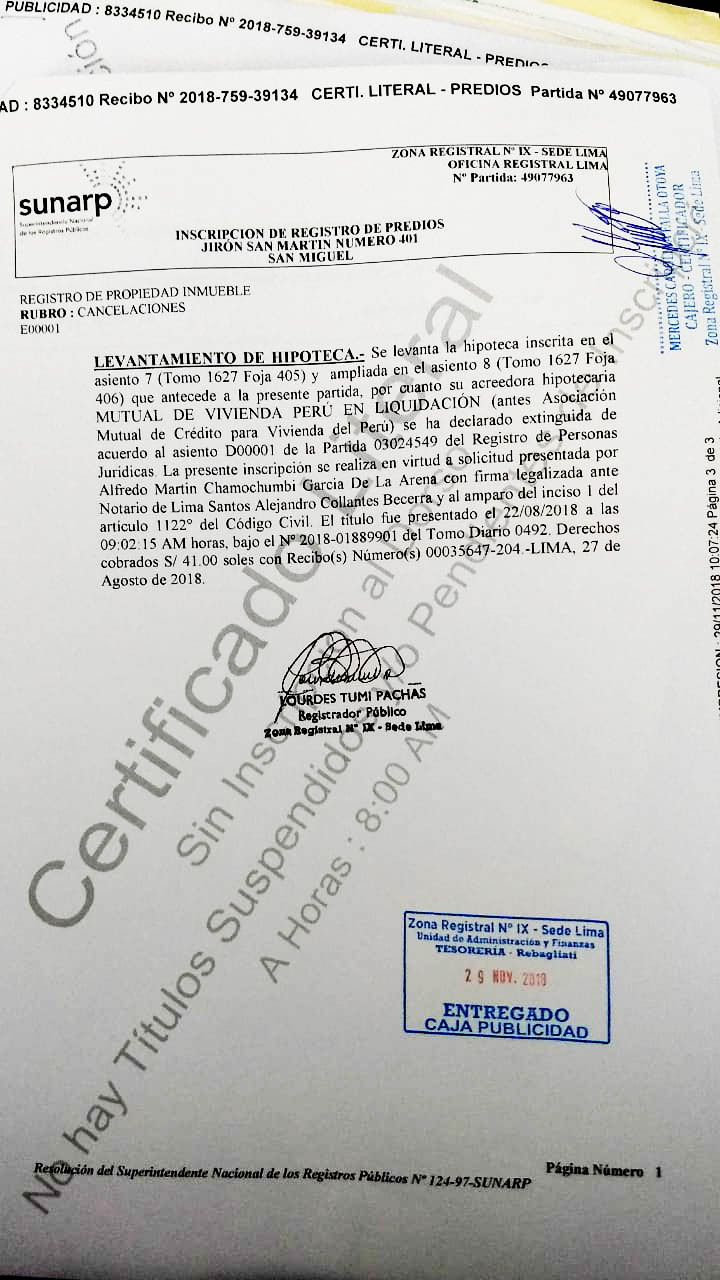 PUBLICIDAD : 8334510 Recibo Nº 2018-759-39134 CERTI. LITERAL - PREDIOS
AD : 8334510 Recibo Nº 2018-759-39134 CERTI. LITERAL - PREDIOS Partida Nº 49077963
ZONA REGISTRAL Nº IX - SEDE LIMA
OFICINA REGISTRAL LIMA
Nº Partida: 49077963
sunarp
Superintendencia Nacional
de los Registros Públicos
INSCRIPCION DE REGISTRO DE PREDIOS
JIRÓN SAN MARTIN NUMERO 401
SAN MIGUEL
REGISTRO DE PROPIEDAD INMUEBLE
RUBRO : CANCELACIONES
E00001
LEVANTAMIENTO DE HIPOTECA.- Se levanta la hipoteca inscrita en el
asiento 7 (Tomo 1627 Foja 405) y ampliada en el asiento 8 (Tomo 1627 Foja
406) que antecede a la presente partida, por cuanto su acreedora hipotecaria
MUTUAL DE VIVIENDA PERÚ EN LIQUIDACIÓN (antes Asociación
Mutual de Crédito para Vivienda del Perú) se ha declarado extinguida de
acuerdo al asiento D00001 de la Partida 03024549 del Registro de Personas
Jurídicas. La presente inscripción se realiza en virtud a solicitud presentada por
Alfredo Martin Chamochumbi Garcia De La Arena con firma legalizada ante
Notario de Lima Santos Alejandro Collantes Becerra y al amparo del inciso 1 del
articulo 1122° del Código Civil. El título fue presentado el 22/08/2018 a las
09:02:15 AM horas, bajo el Nº 2018-01889901 del Tomo Diario 0492. Derechos
cobrados S/ 41.00 soles con Recibo(s) Número(s) 00035647-204.-LIMA, 27 de
Agosto de 2018.
LOURDES TUMI PACHAS
Registrador Público
Zona Registral Nº IX - Sede Lima
Certificado Literal
Sin Inscripción al Dorso
No hay Títulos Suspendidos y/o Pendientes de Inscripción
A Horas : 8:00 AM
MERCEDES
OTOYA
CAJERO - CERTIFICADOR
Zona Registral Nº IX - Sede Lima
29/11/2018 10:07:24 Página 3 de 3
Zona Registral Nº IX - Sede Lima
Unidad de Administración y Finanzas
TESORERÍA - Rebagliati
29 NOV. 2018
ENTREGADO
CAJA PUBLICIDAD
Resolución del Superintendente Nacional de los Registros Públicos Nº 124-97-SUNARP
Página Número 1